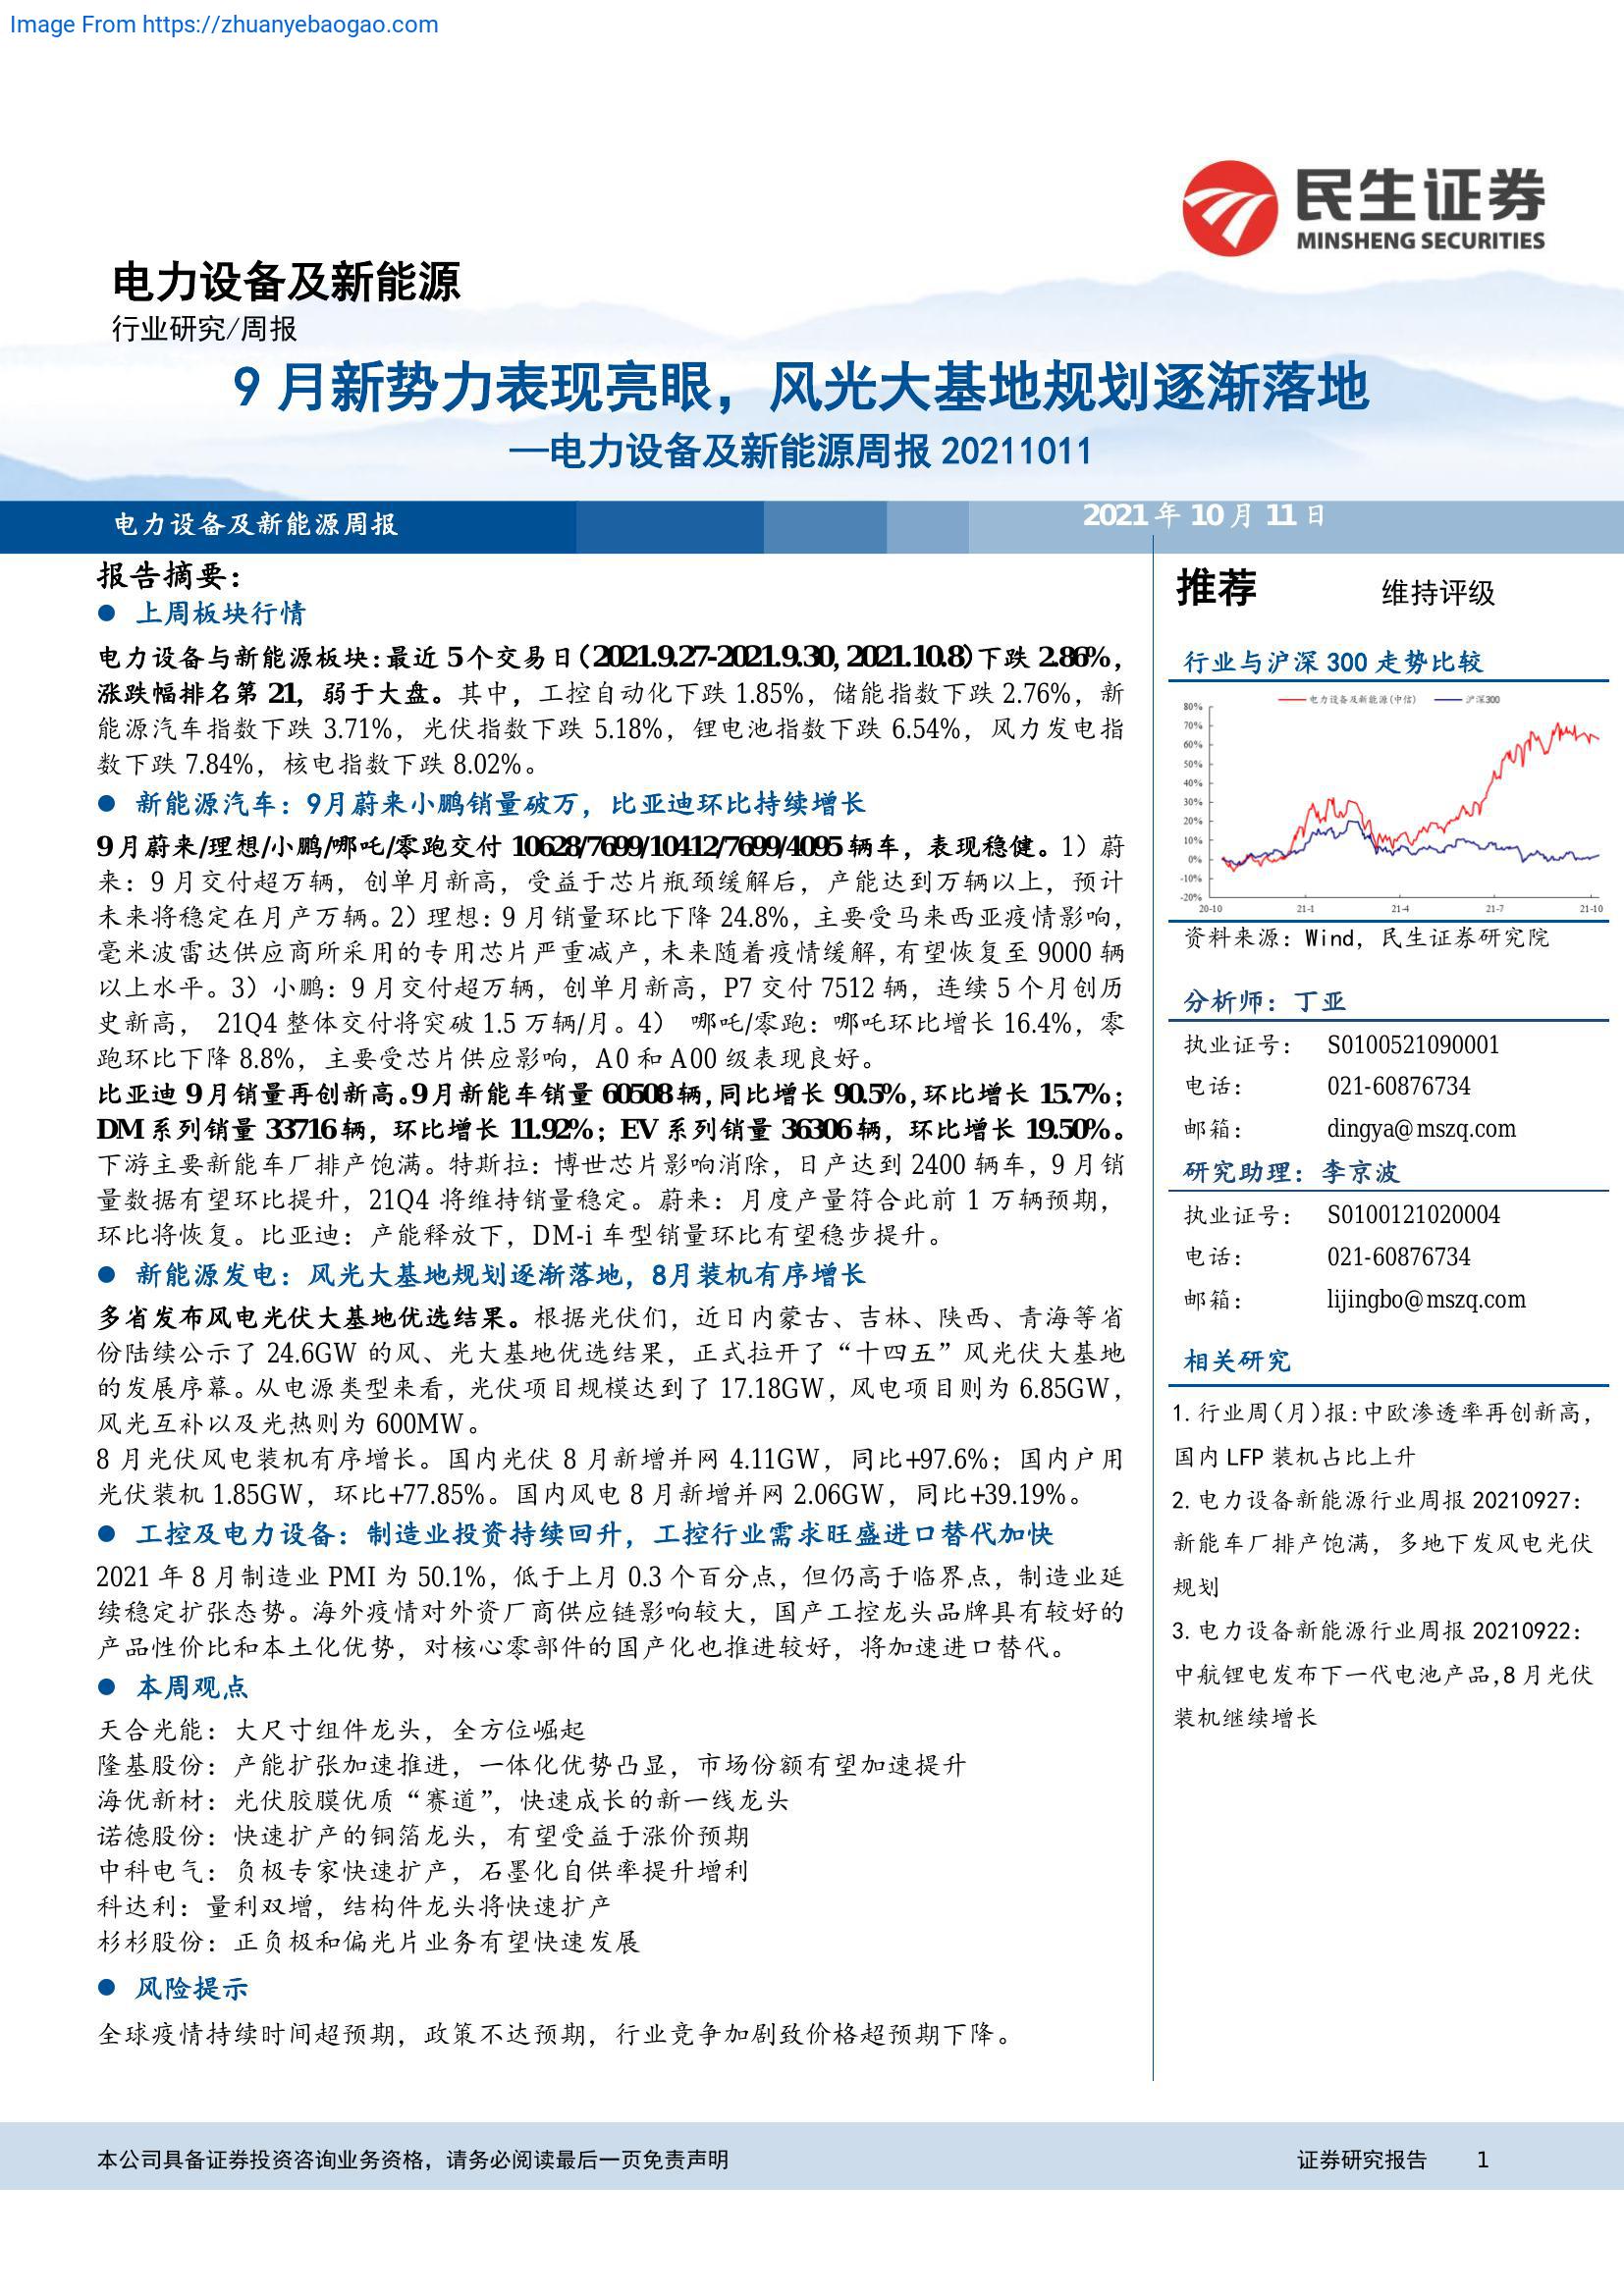 Image From https://zhuanyebaogao.com
民生证券
MINSHENG SECURITIES
电力设备及新能源
行业研究/周报
9 月新势力表现亮眼，风光大基地规划逐渐落地
—电力设备及新能源周报 20211011
电力设备及新能源周报
2021 年 10 月 11 日
报告摘要：
● 上周板块行情
电力设备与新能源板块：最近 5 个交易日（2021.9.27-2021.9.30, 2021.10.8）下跌 2.86%，
涨跌幅排名第 21，弱于大盘。其中，工控自动化下跌 1.85%，储能指数下跌 2.76%，新
能源汽车指数下跌 3.71%，光伏指数下跌 5.18%，锂电池指数下跌 6.54%，风力发电指
数下跌 7.84%，核电指数下跌 8.02%。
● 新能源汽车：9月蔚来小鹏销量破万，比亚迪环比持续增长
9 月蔚来/理想/小鹏/哪吒/零跑交付 10628/7699/10412/7699/4095 辆车，表现稳健。1）蔚
来：9 月交付超万辆，创单月新高，受益于芯片瓶颈缓解后，产能达到万辆以上，预计
未来将稳定在月产万辆。2）理想：9 月销量环比下降 24.8%，主要受马来西亚疫情影响，
毫米波雷达供应商所采用的专用芯片严重减产，未来随着疫情缓解，有望恢复至 9000 辆
以上水平。3）小鹏：9 月交付超万辆，创单月新高，P7 交付 7512 辆，连续 5 个月创历
史新高， 21Q4 整体交付将突破 1.5 万辆/月。4） 哪吒/零跑：哪吒环比增长 16.4%，零
跑环比下降 8.8%，主要受芯片供应影响，A0 和 A00 级表现良好。
比亚迪 9 月销量再创新高。9 月新能车销量 60508 辆，同比增长 90.5%，环比增长 15.7%；
DM 系列销量 33716 辆，环比增长 11.92%；EV 系列销量 36306 辆，环比增长 19.50%。
下游主要新能车厂排产饱满。特斯拉：博世芯片影响消除，日产达到 2400 辆车，9 月销
量数据有望环比提升，21Q4 将维持销量稳定。蔚来：月度产量符合此前 1 万辆预期，
环比将恢复。比亚迪：产能释放下，DM-i 车型销量环比有望稳步提升。
● 新能源发电：风光大基地规划逐渐落地，8月装机有序增长
多省发布风电光伏大基地优选结果。根据光伏们，近日内蒙古、吉林、陕西、青海等省
份陆续公示了 24.6GW 的风、光大基地优选结果，正式拉开了“十四五”风光伏大基地
的发展序幕。从电源类型来看，光伏项目规模达到了 17.18GW，风电项目则为 6.85GW，
风光互补以及光热则为 600MW。
8 月光伏风电装机有序增长。国内光伏 8 月新增并网 4.11GW，同比+97.6%；国内户用
光伏装机 1.85GW，环比+77.85%。国内风电 8 月新增并网 2.06GW，同比+39.19%。
● 工控及电力设备：制造业投资持续回升，工控行业需求旺盛进口替代加快
2021 年 8 月制造业 PMI 为 50.1%，低于上月 0.3 个百分点，但仍高于临界点，制造业延
续稳定扩张态势。海外疫情对外资厂商供应链影响较大，国产工控龙头品牌具有较好的
产品性价比和本土化优势，对核心零部件的国产化也推进较好，将加速进口替代。
● 本周观点
天合光能：大尺寸组件龙头，全方位崛起
隆基股份：产能扩张加速推进，一体化优势凸显，市场份额有望加速提升
海优新材：光伏胶膜优质“赛道”，快速成长的新一线龙头
诺德股份：快速扩产的铜箔龙头，有望受益于涨价预期
中科电气：负极专家快速扩产，石墨化自供率提升增利
科达利：量利双增，结构件龙头将快速扩产
杉杉股份：正负极和偏光片业务有望快速发展
● 风险提示
全球疫情持续时间超预期，政策不达预期，行业竞争加剧致价格超预期下降。
推荐 维持评级
行业与沪深 300 走势比较
电力设备及新能源(中信) 沪深300
80%
70%
60%
50%
40%
30%
20%
10%
0%
-10%
-20%
20-10 21-1 21-4 21-7 21-10
资料来源：Wind，民生证券研究院
分析师：丁亚
执业证号： S0100521090001
电话： 021-60876734
邮箱： dingya@mszq.com
研究助理：李京波
执业证号： S0100121020004
电话： 021-60876734
邮箱： lijingbo@mszq.com
相关研究
1. 行业周（月）报：中欧渗透率再创新高，
国内 LFP 装机占比上升
2. 电力设备新能源行业周报 20210927：
新能车厂排产饱满，多地下发风电光伏
规划
3. 电力设备新能源行业周报 20210922：
中航锂电发布下一代电池产品,8 月光伏
装机继续增长
本公司具备证券投资咨询业务资格，请务必阅读最后一页免责声明
证券研究报告 1